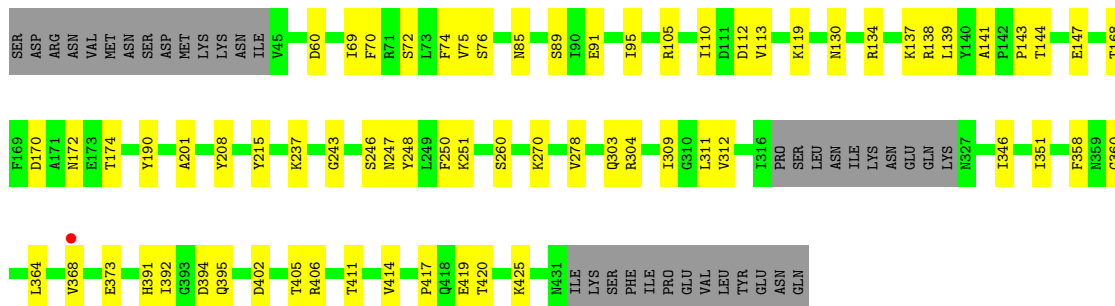 SER ASP ARG ASN VAL MET ASN SER ASP MET LYS LYS ASN ILE V45 D60 I69 F70 R71 S72 L73 F74 V75 S76 N85 S89 I90 E91 I95 R105 I110 D111 D112 V113 K119 N130 R134 K137 R138 L139 Y140 A141 P142 P143 T144 E147 T168
F169 D170 A171 N172 E173 T174 Y190 A201 Y208 Y215 K237 G243 S246 N247 Y248 L249 F250 K251 S260 K270 V278 Q303 R304 I309 G310 L311 V312 I316 PRO SER LEU ASN ILE LYS ASN GLU GLN LYS N327 I346 I351 F358 N359 G360
L364 V368 E373 H391 I392 G393 D394 Q395 D402 T405 R406 T411 V414 P417 Q418 E419 T420 K425 N431 ILE LYS SER PHE ILE PRO GLU VAL LEU TYR GLU ASN GLN